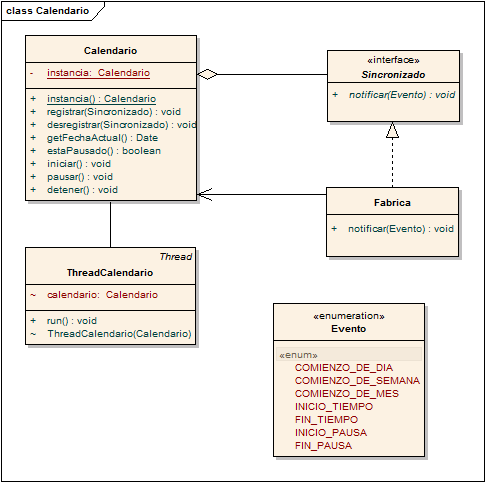 class Calendario
Calendario
- instancia: Calendario
+ instancia() : Calendario
+ registrar(Sincronizado) : void
+ desregistrar(Sincronizado) : void
+ getFechaActual() : Date
+ estaPausado() : boolean
+ iniciar() : void
+ pausar() : void
+ detener() : void
«interface»
Sincronizado
+ notificar(Evento) : void
Fabrica
+ notificar(Evento) : void
Thread
ThreadCalendario
~ calendario: Calendario
+ run() : void
~ ThreadCalendario(Calendario)
«enumeration»
Evento
«enum»
COMIENZO_DE_DIA
COMIENZO_DE_SEMANA
COMIENZO_DE_MES
INICIO_TIEMPO
FIN_TIEMPO
INICIO_PAUSA
FIN_PAUSA